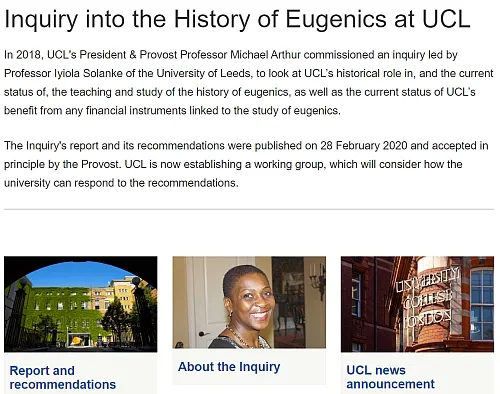 Inquiry into the History of Eugenics at UCL
In 2018, UCL's President & Provost Professor Michael Arthur commissioned an inquiry led by
Professor Iyiola Solanke of the University of Leeds, to look at UCL's historical role in, and the current
status of, the teaching and study of the history of eugenics, as well as the current status of UCL's
benefit from any financial instruments linked to the study of eugenics.
The Inquiry's report and its recommendations were published on 28 February 2020 and accepted in
principle by the Provost. UCL is now establishing a working group, which will consider how the
university can respond to the recommendations.
UNIVERSITY
COLLEGE
LONDON
Report and
recommendations
About the Inquiry
UCL news
announcement